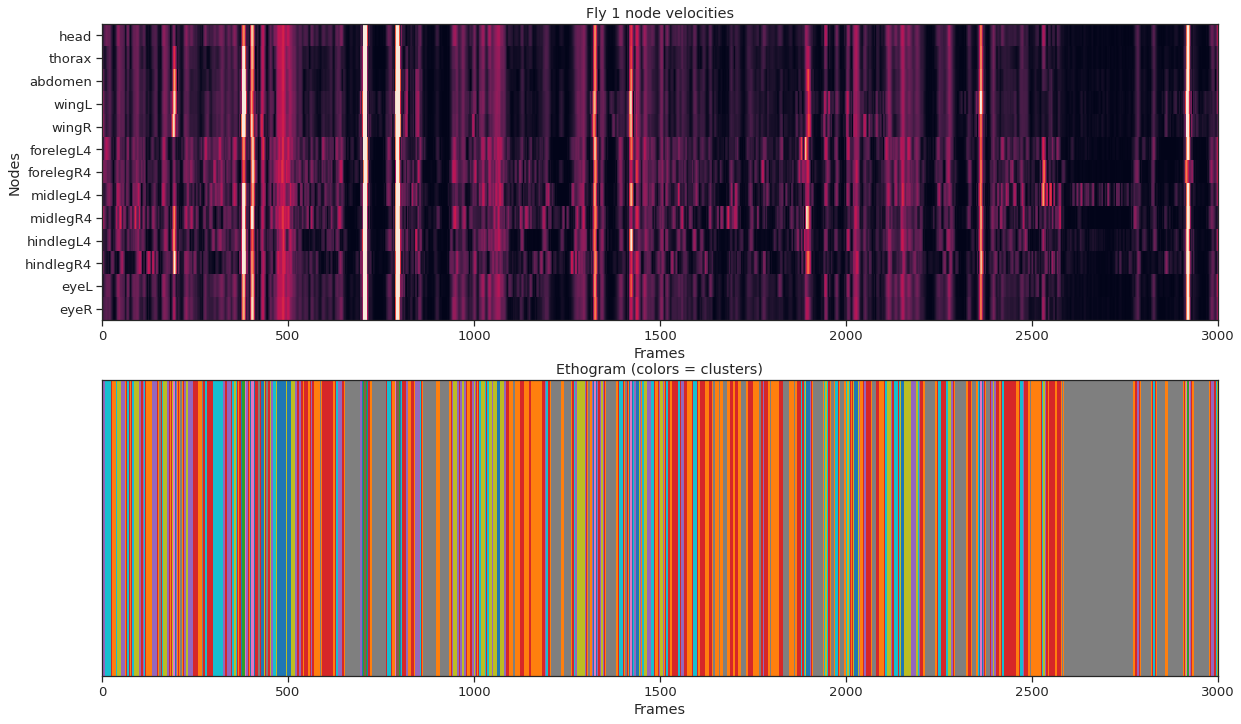 Fly 1 node velocities
Nodes
head
thorax
abdomen
wingL
wingR
forelegL4
forelegR4
midlegL4
midlegR4
hindlegL4
hindlegR4
eyeL
eyeR
0 500 1000 1500 2000 2500 3000
Frames
Ethogram (colors = clusters)
0 500 1000 1500 2000 2500 3000
Frames